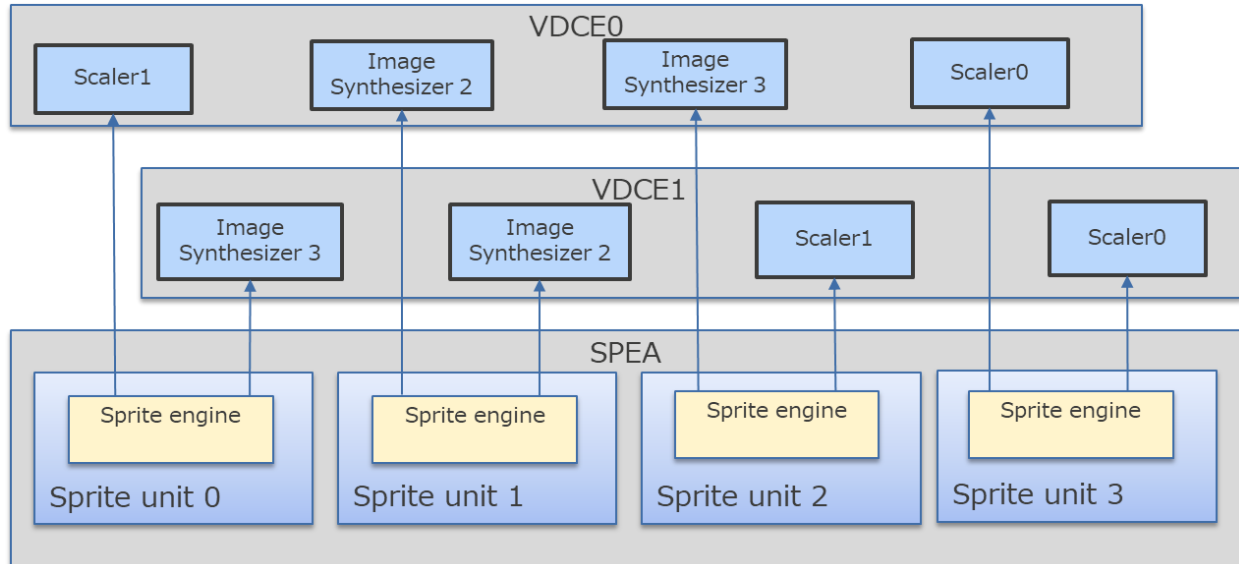 VDCE0
Scaler1
Image
Synthesizer 2
Image
Synthesizer 3
Scaler0
VDCE1
Image
Synthesizer 3
Image
Synthesizer 2
Scaler1
Scaler0
SPEA
Sprite engine
Sprite unit 0
Sprite engine
Sprite unit 1
Sprite engine
Sprite unit 2
Sprite engine
Sprite unit 3